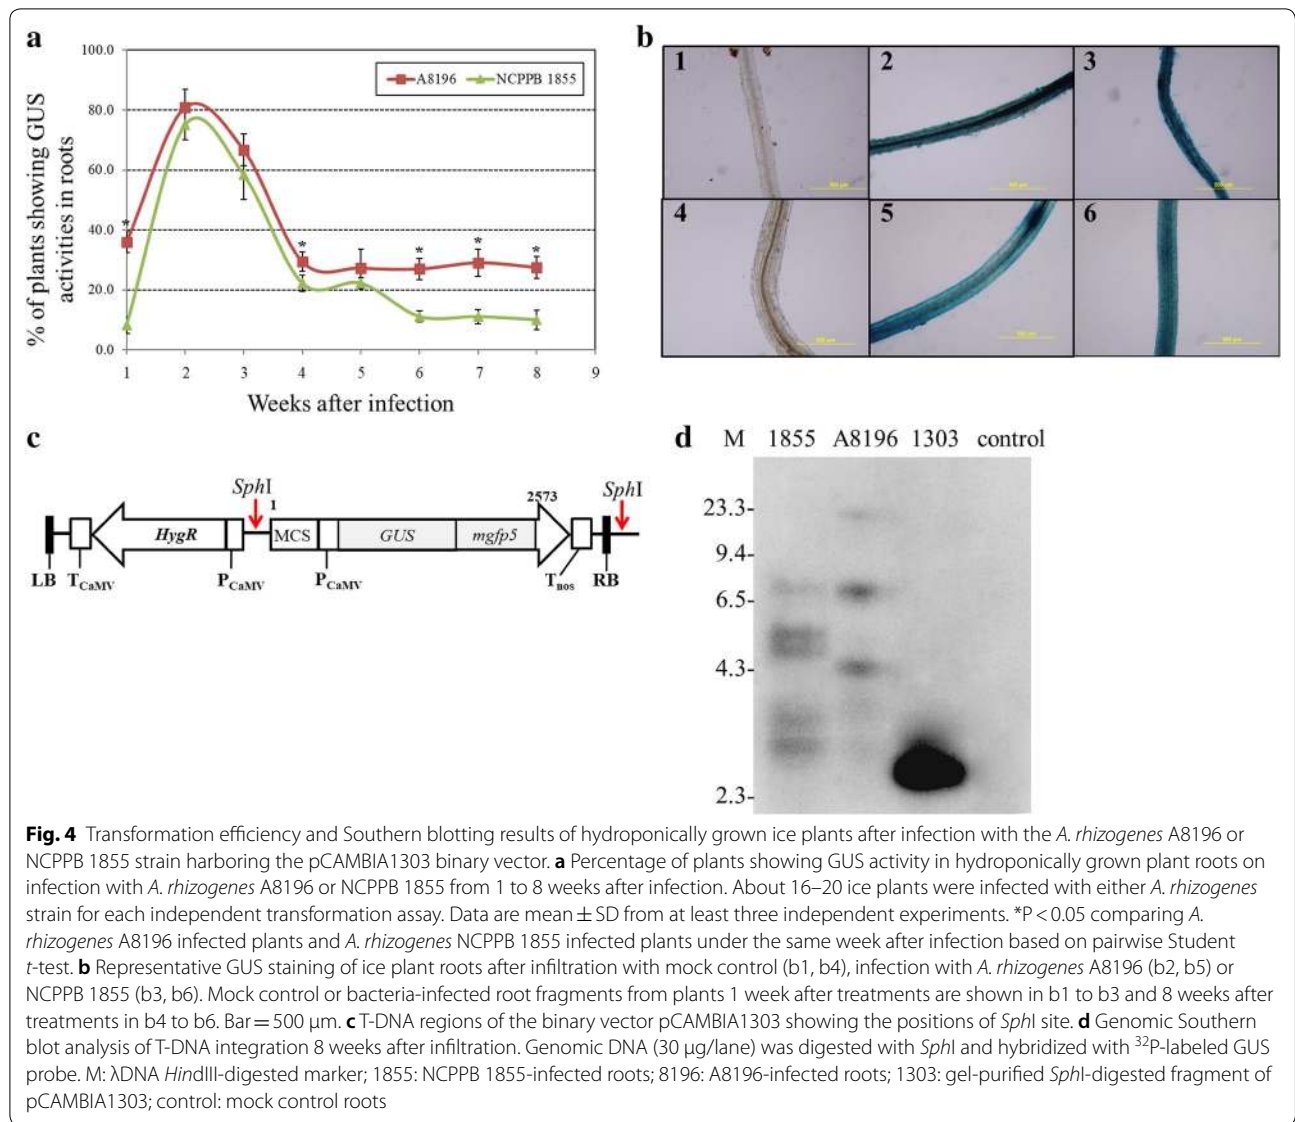 a
100.0
A8196 NCPPB 1855
80.0
60.0
40.0
20.0
0.0
% of plants showing GUS
activities in roots
*
*
*
*
*
1 2 3 4 5 6 7 8 9
Weeks after infection
b
1 2 3
500 µm 500 µm 500 µm
4 5 6
500 µm 500 µm 500 µm
c
SphI SphI
1 2573
HygR MCS GUS mgfp5
LB TCaMV PCaMV PCaMV Tnos RB
d M 1855 A8196 1303 control
23.3-
9.4-
6.5-
4.3-
2.3-
Fig. 4 Transformation efficiency and Southern blotting results of hydroponically grown ice plants after infection with the A. rhizogenes A8196 or
NCPPB 1855 strain harboring the pCAMBIA1303 binary vector. a Percentage of plants showing GUS activity in hydroponically grown plant roots on
infection with A. rhizogenes A8196 or NCPPB 1855 from 1 to 8 weeks after infection. About 16–20 ice plants were infected with either A. rhizogenes
strain for each independent transformation assay. Data are mean ± SD from at least three independent experiments. *P < 0.05 comparing A.
rhizogenes A8196 infected plants and A. rhizogenes NCPPB 1855 infected plants under the same week after infection based on pairwise Student
t-test. b Representative GUS staining of ice plant roots after infiltration with mock control (b1, b4), infection with A. rhizogenes A8196 (b2, b5) or
NCPPB 1855 (b3, b6). Mock control or bacteria-infected root fragments from plants 1 week after treatments are shown in b1 to b3 and 8 weeks after
treatments in b4 to b6. Bar = 500 µm. c T-DNA regions of the binary vector pCAMBIA1303 showing the positions of SphI site. d Genomic Southern
blot analysis of T-DNA integration 8 weeks after infiltration. Genomic DNA (30 µg/lane) was digested with SphI and hybridized with ³²P-labeled GUS
probe. M: λDNA HindIII-digested marker; 1855: NCPPB 1855-infected roots; 8196: A8196-infected roots; 1303: gel-purified SphI-digested fragment of
pCAMBIA1303; control: mock control roots